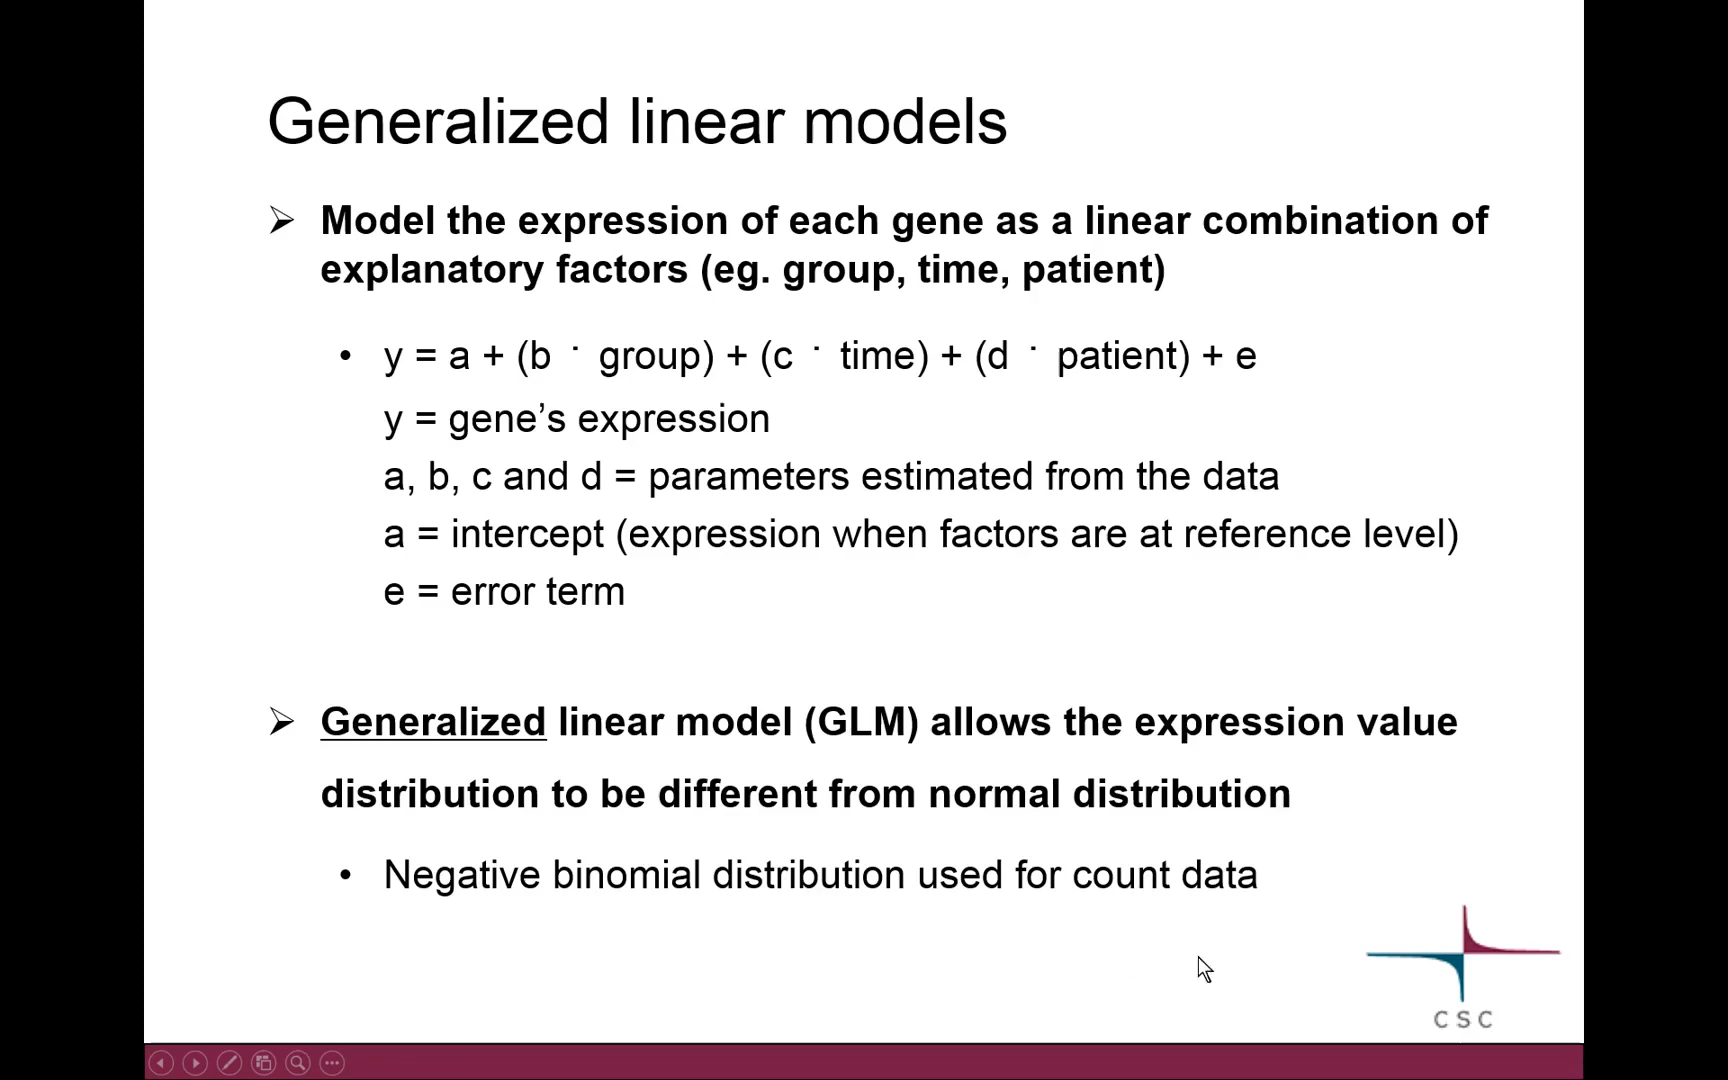 Generalized linear models
➢ Model the expression of each gene as a linear combination of
explanatory factors (eg. group, time, patient)
• y = a + (b · group) + (c · time) + (d · patient) + e
y = gene’s expression
a, b, c and d = parameters estimated from the data
a = intercept (expression when factors are at reference level)
e = error term
➢ Generalized linear model (GLM) allows the expression value
distribution to be different from normal distribution
• Negative binomial distribution used for count data
CSC